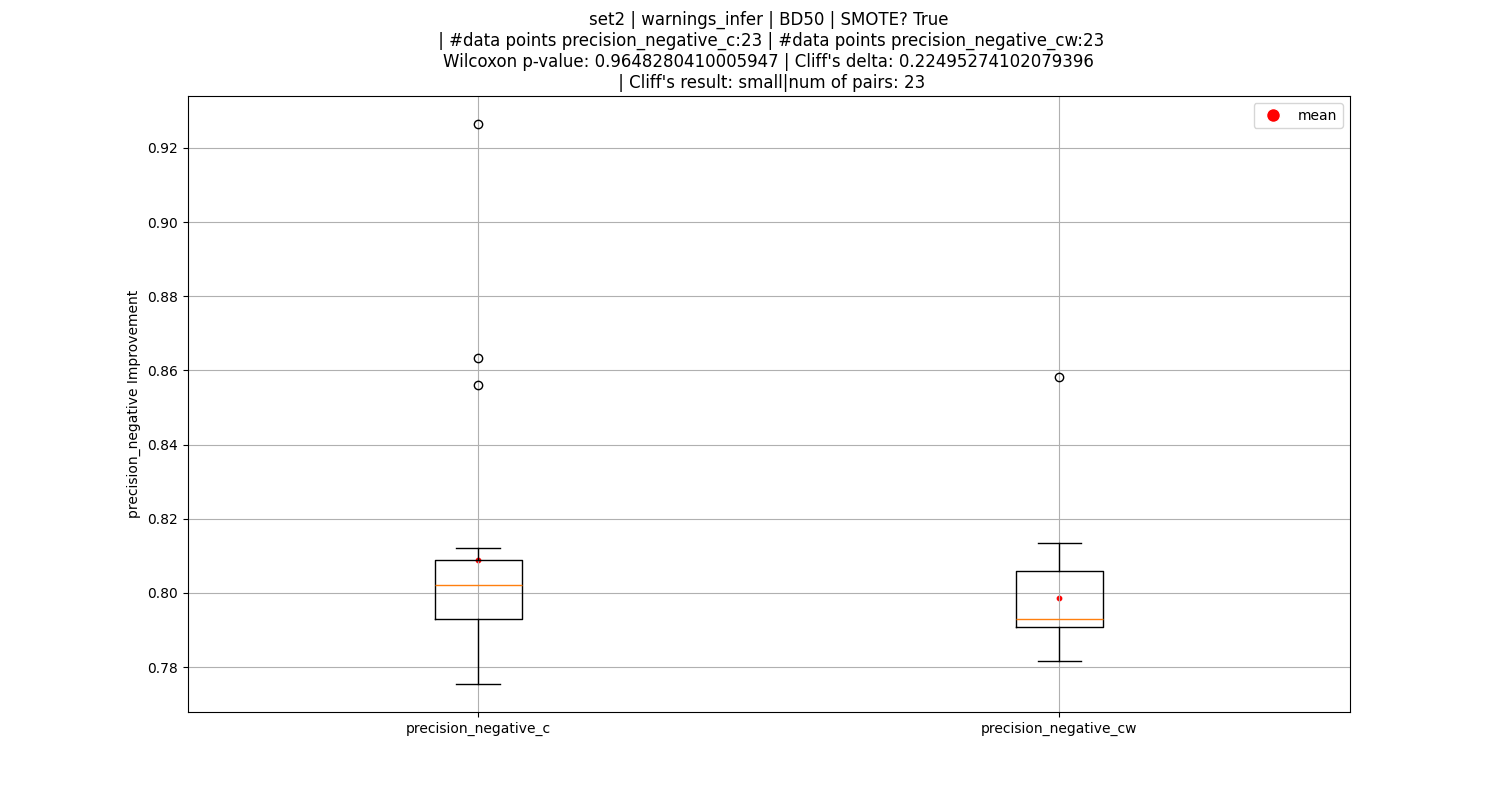 set2 | warnings_infer | BD50 | SMOTE? True
| #data points precision_negative_c:23 | #data points precision_negative_cw:23
Wilcoxon p-value: 0.9648280410005947 | Cliff's delta: 0.22495274102079396
| Cliff's result: small|num of pairs: 23
mean
0.92
0.90
0.88
0.86
0.84
0.82
0.80
0.78
precision_negative Improvement
precision_negative_c
precision_negative_cw